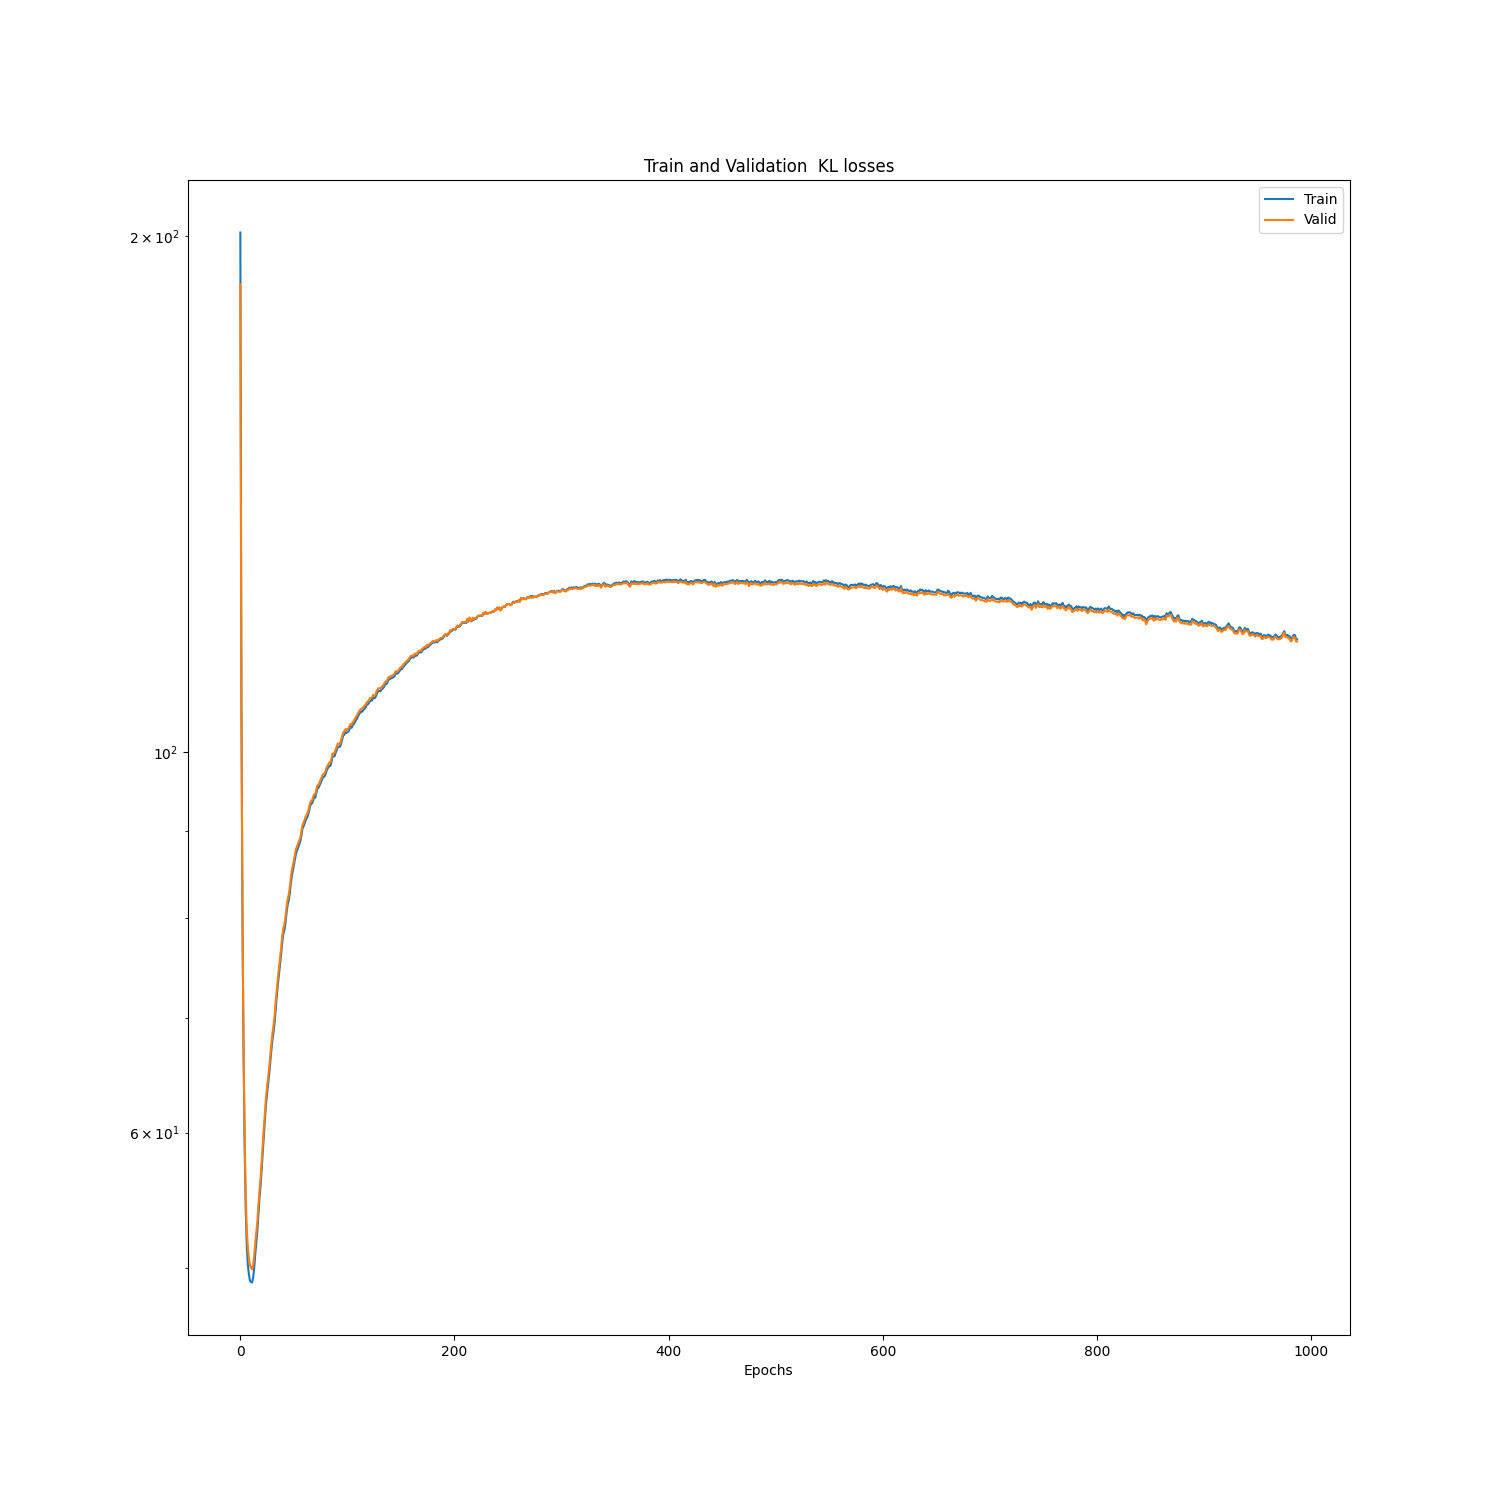 Train and Validation  KL losses
Train
Valid
2 × 10²
10²
6 × 10¹
0 200 400 600 800 1000
Epochs